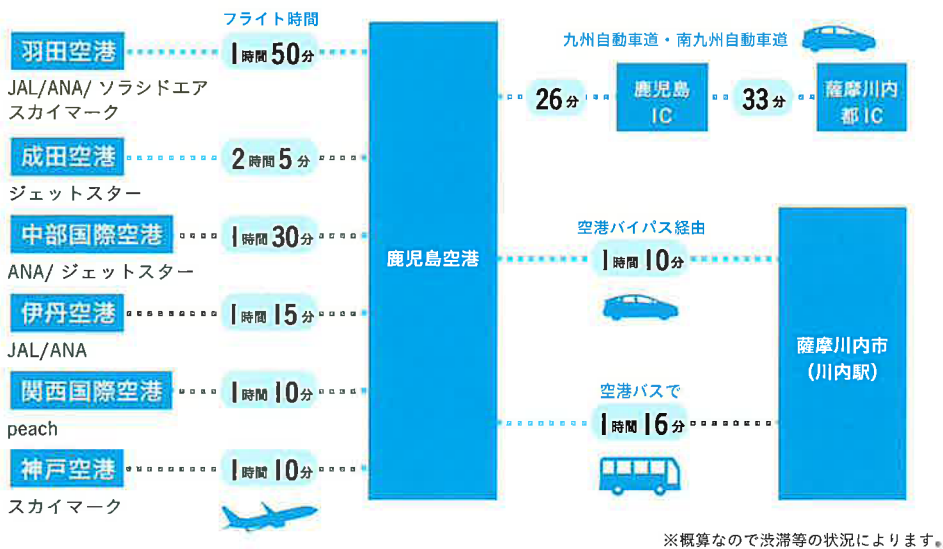 フライト時間
羽田空港
1時間50分
JAL/ANA/ ソラシドエア
スカイマーク
成田空港
2時間5分
ジェットスター
中部国際空港
1時間30分
ANA/ ジェットスター
伊丹空港
1時間15分
JAL/ANA
関西国際空港
1時間10分
peach
神戸空港
1時間10分
スカイマーク
鹿児島空港
九州自動車道・南九州自動車道
26分
鹿児島
IC
33分
薩摩川内
都IC
空港バイパス経由
1時間10分
空港バスで
1時間16分
薩摩川内市
(川内駅)
※概算なので渋滞等の状況によります。